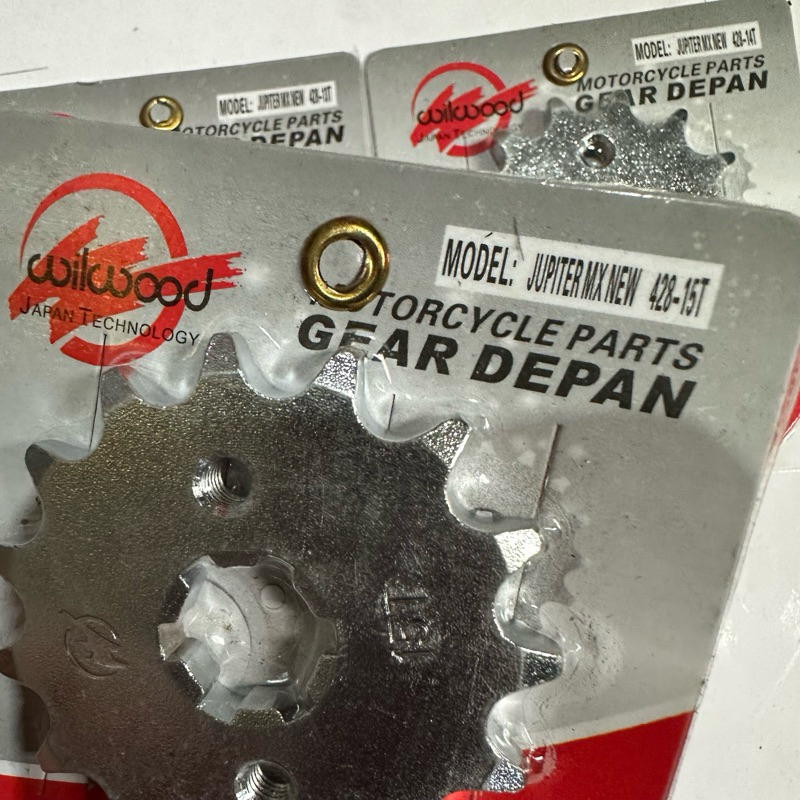 MODEL: JUPITER MX NEW 428-13T
MOTORCYCLE PARTS
DEPAN
MODEL: JUPITER MX NEW 428-14T
wilwood
JAPAN TECHNOLOGY
MOTORCYCLE PARTS
GEAR DEPAN
MODEL: JUPITER MX NEW 428-15T
wilwood
JAPAN TECHNOLOGY
MOTORCYCLE PARTS
GEAR DEPAN
15T